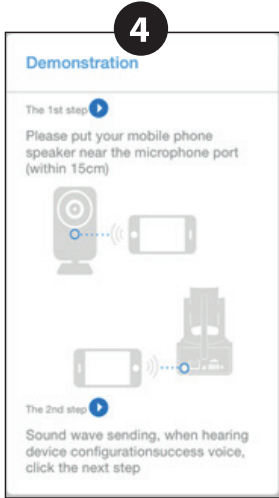 4
Demonstration
The 1st step
Please put your mobile phone
speaker near the microphone port
(within 15cm)
The 2nd step
Sound wave sending, when hearing
device configurationsuccess voice,
click the next step